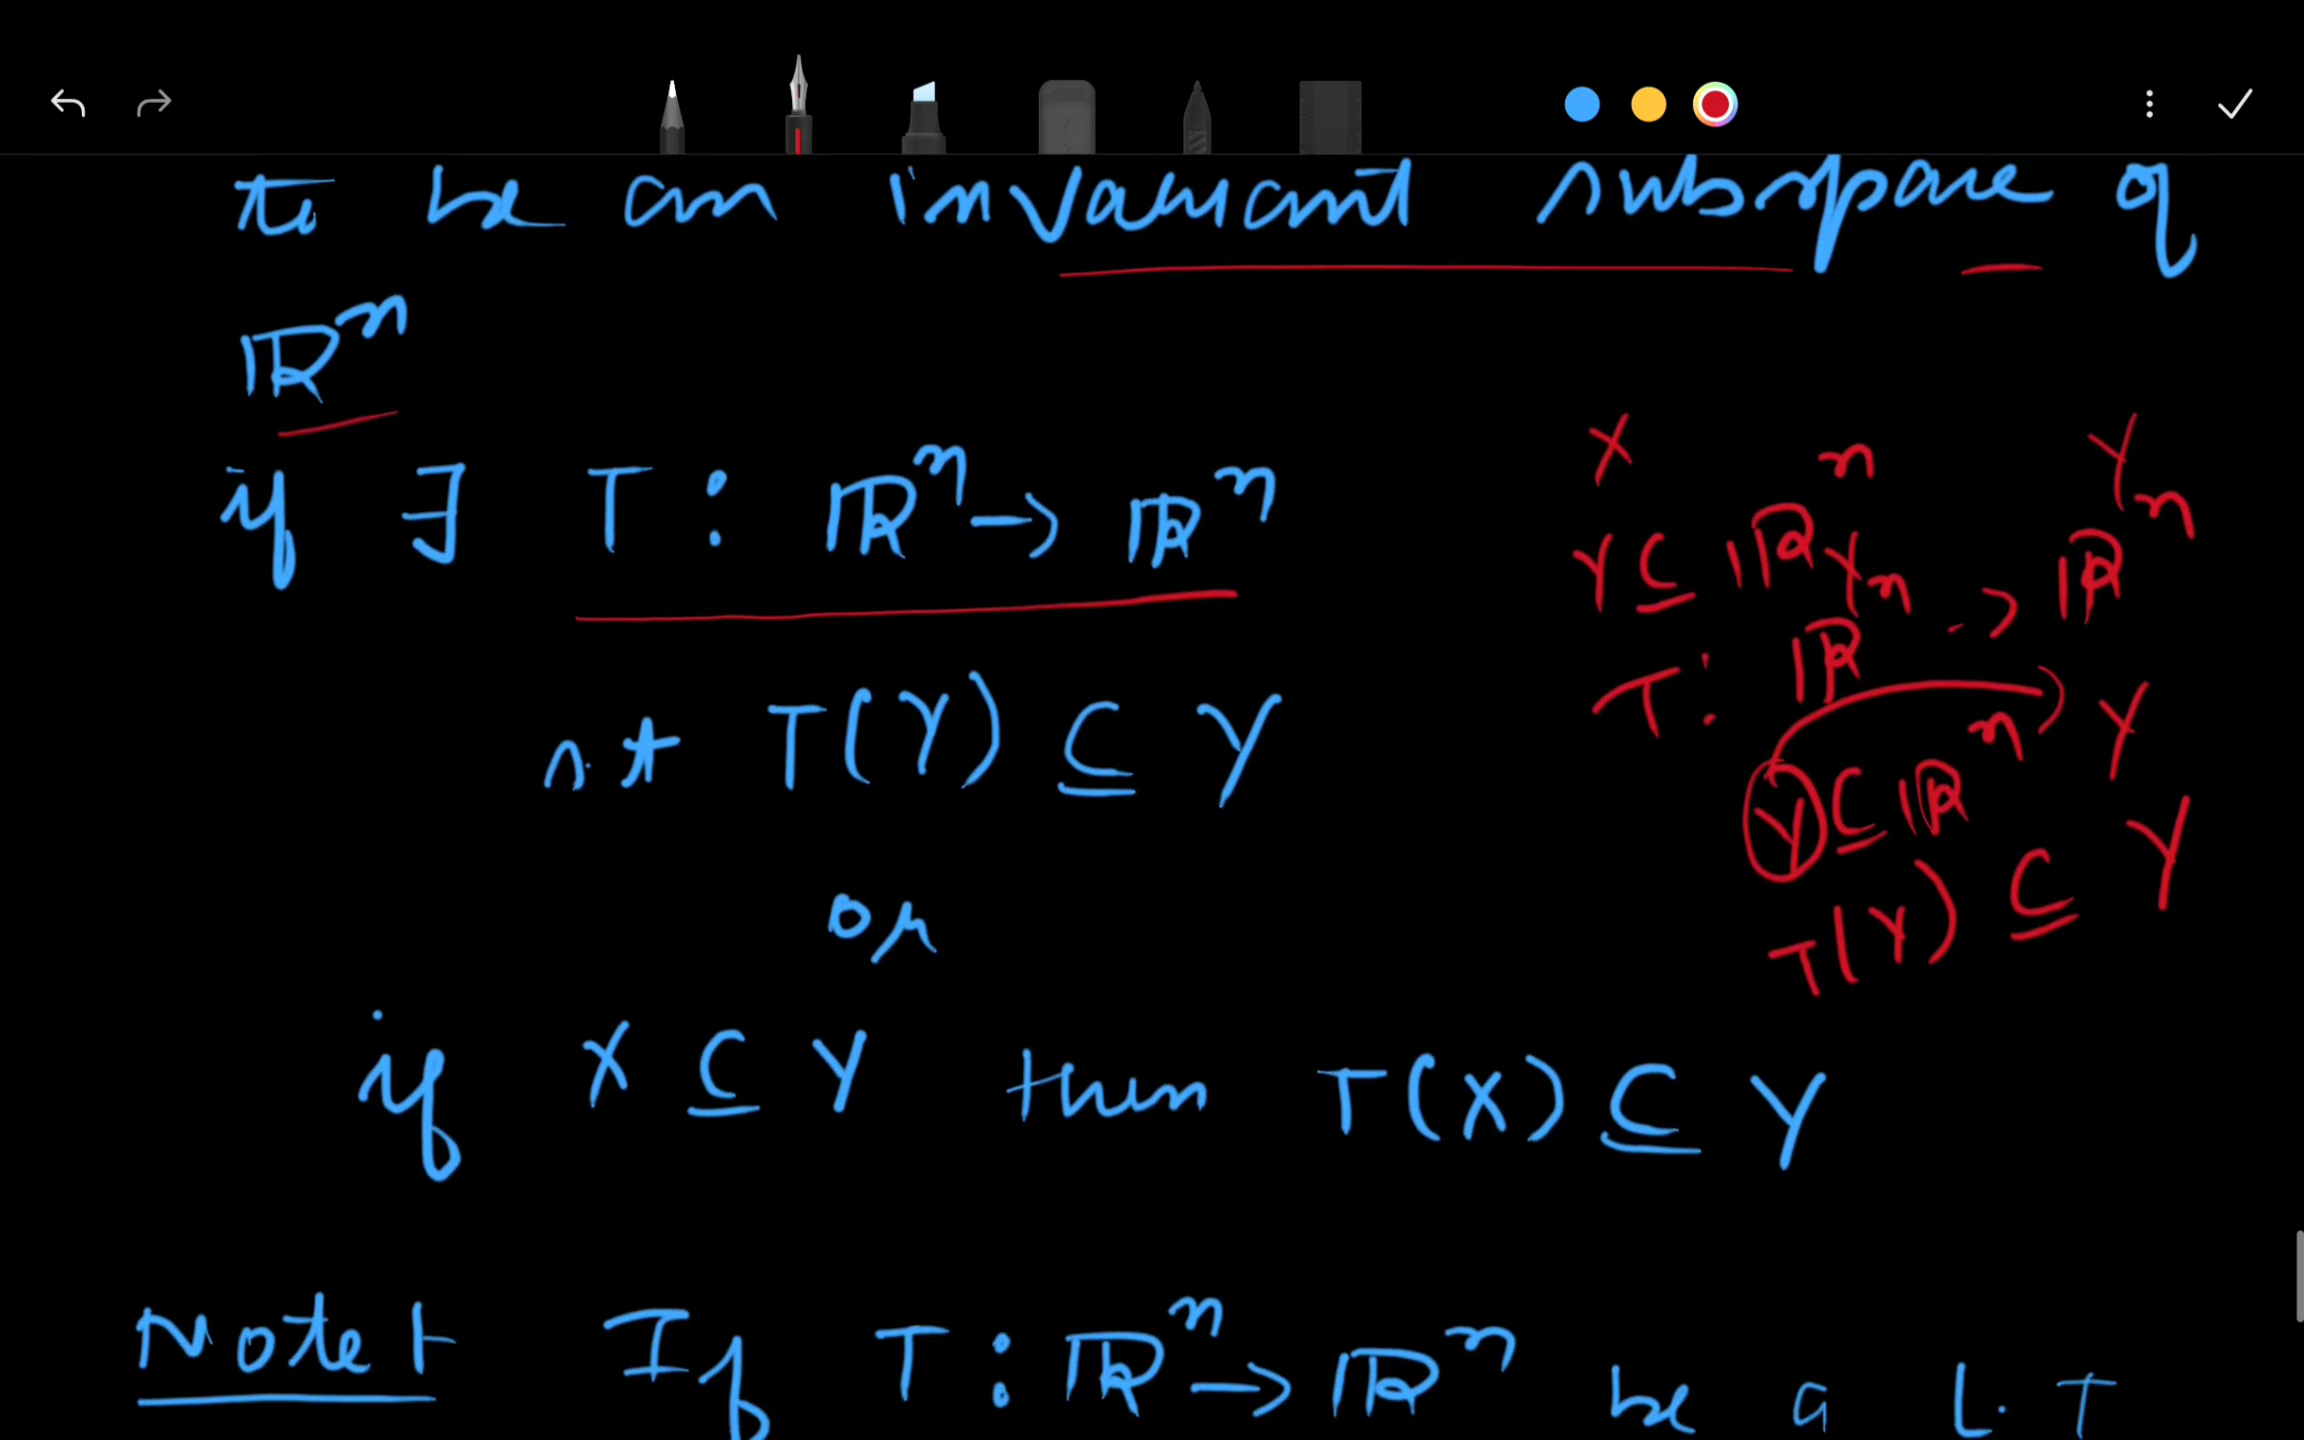 to be an invariant subspace of
ℝⁿ
if ∃ T : ℝⁿ → ℝⁿ
s.t T(Y) ⊆ Y
or
if X ⊆ Y then T(X) ⊆ Y
Note :- If T : ℝⁿ → ℝⁿ be a L.T
X Y
Y ⊆ ℝⁿ
T : ℝⁿ → ℝⁿ
Y
Y ⊆ ℝⁿ
T(Y) ⊆ Y